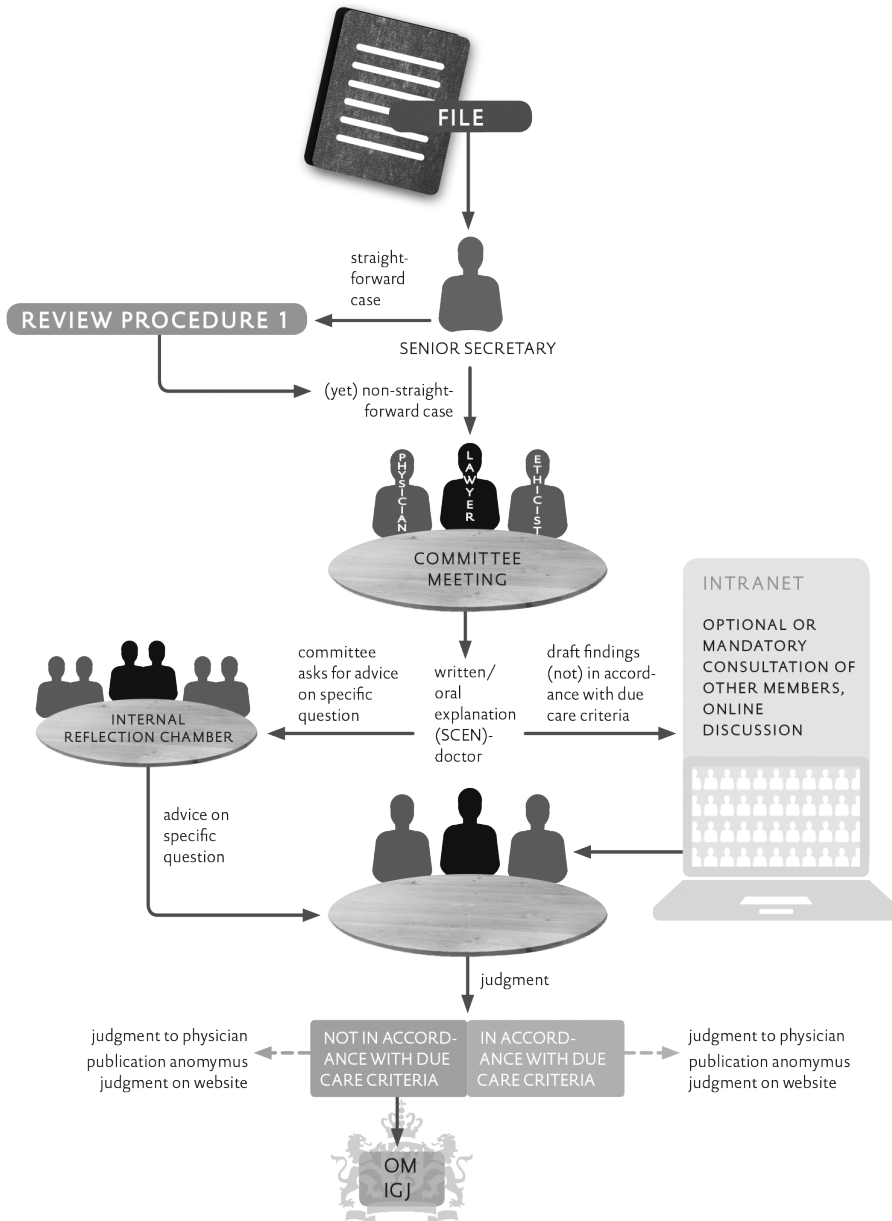 FILE
straight-
forward
case
REVIEW PROCEDURE 1
SENIOR SECRETARY
(yet) non-straight-
forward case
PHYSICIAN
LAWYER
ETHICIST
COMMITTEE
MEETING
INTRANET
OPTIONAL OR
MANDATORY
CONSULTATION OF
OTHER MEMBERS,
ONLINE
DISCUSSION
committee
asks for advice
on specific
question
written/
oral
explanation
(SCEN)-
doctor
draft findings
(not) in accord-
ance with due
care criteria
INTERNAL
REFLECTION CHAMBER
advice on
specific
question
judgment
judgment to physician
publication anomymus
judgment on website
NOT IN ACCORD-
ANCE WITH DUE
CARE CRITERIA
IN ACCORD-
ANCE WITH DUE
CARE CRITERIA
judgment to physician
publication anomymus
judgment on website
OM
IGJ